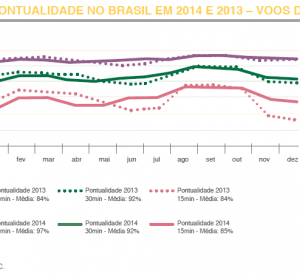 PONTUALIDADE NO BRASIL EM 2014 E 2013 – VOOS D
fev mar abr mai jun jul ago set out nov dez
Pontualidade 2013 Pontualidade 2013 Pontualidade 2013
min - Média: 84% 30min - Média: 92% 15min - Média: 84%
Pontualidade 2014 Pontualidade 2014 Pontualidade 2014
min - Média: 97% 30min - Média: 92% 15min - Média: 85%
C.